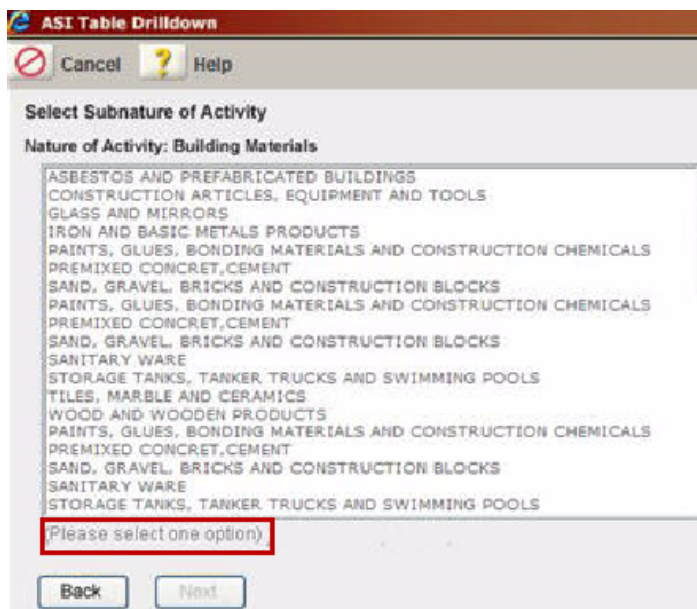 ASI Table Drilldown
Cancel ? Help
Select Subnature of Activity
Nature of Activity: Building Materials
ASBESTOS AND PREFABRICATED BUILDINGS
CONSTRUCTION ARTICLES, EQUIPMENT AND TOOLS
GLASS AND MIRRORS
IRON AND BASIC METALS PRODUCTS
PAINTS, GLUES, BONDING MATERIALS AND CONSTRUCTION CHEMICALS
PREMIXED CONCRET,CEMENT
SAND, GRAVEL, BRICKS AND CONSTRUCTION BLOCKS
PAINTS, GLUES, BONDING MATERIALS AND CONSTRUCTION CHEMICALS
PREMIXED CONCRET,CEMENT
SAND, GRAVEL, BRICKS AND CONSTRUCTION BLOCKS
SANITARY WARE
STORAGE TANKS, TANKER TRUCKS AND SWIMMING POOLS
TILES, MARBLE AND CERAMICS
WOOD AND WOODEN PRODUCTS
PAINTS, GLUES, BONDING MATERIALS AND CONSTRUCTION CHEMICALS
PREMIXED CONCRET,CEMENT
SAND, GRAVEL, BRICKS AND CONSTRUCTION BLOCKS
SANITARY WARE
STORAGE TANKS, TANKER TRUCKS AND SWIMMING POOLS
(Please select one option)
Back Next